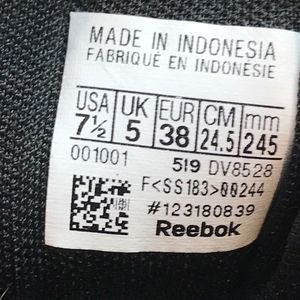 MADE IN INDONESIA
FABRIQUÉ EN INDONÉSIE
USA UK EUR CM mm
7½ 5 38 24.5 245
001001 519 DV8528
F<SS183>00244
#123180839
Reebok